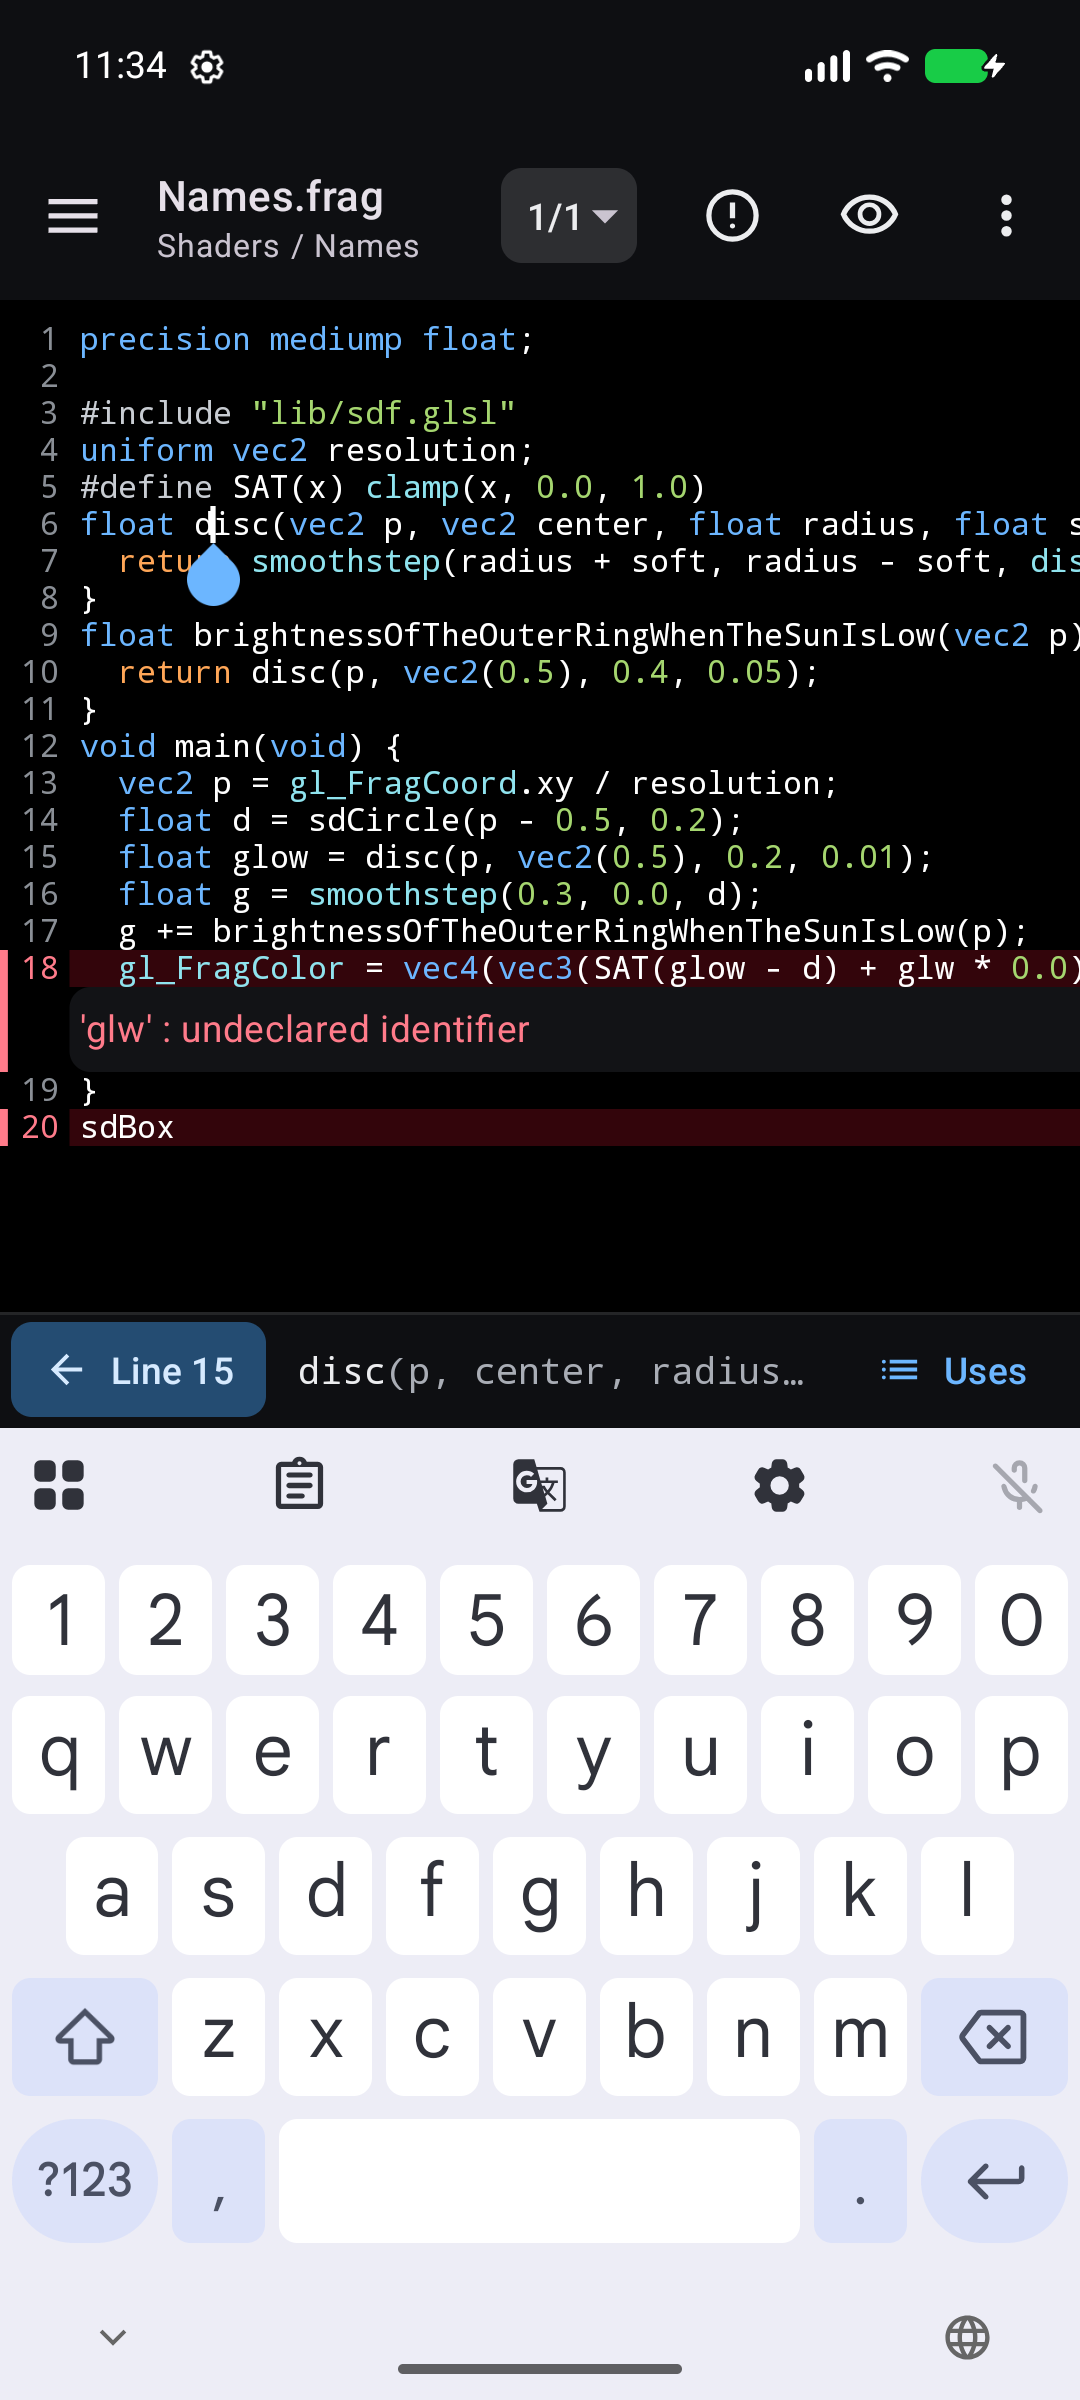 11:34
Names.frag
Shaders / Names
1/1
1 precision mediump float;
2
3 #include "lib/sdf.glsl"
4 uniform vec2 resolution;
5 #define SAT(x) clamp(x, 0.0, 1.0)
6 float disc(vec2 p, vec2 center, float radius, float s
7   retu smoothstep(radius + soft, radius - soft, dis
8 }
9 float brightnessOfTheOuterRingWhenTheSunIsLow(vec2 p)
10   return disc(p, vec2(0.5), 0.4, 0.05);
11 }
12 void main(void) {
13   vec2 p = gl_FragCoord.xy / resolution;
14   float d = sdCircle(p - 0.5, 0.2);
15   float glow = disc(p, vec2(0.5), 0.2, 0.01);
16   float g = smoothstep(0.3, 0.0, d);
17   g += brightnessOfTheOuterRingWhenTheSunIsLow(p);
18   gl_FragColor = vec4(vec3(SAT(glow - d) + glw * 0.0)
'glw' : undeclared identifier
19 }
20 sdBox
Line 15 disc(p, center, radius… Uses
1 2 3 4 5 6 7 8 9 0
q w e r t y u i o p
a s d f g h j k l
z x c v b n m
?123 , .